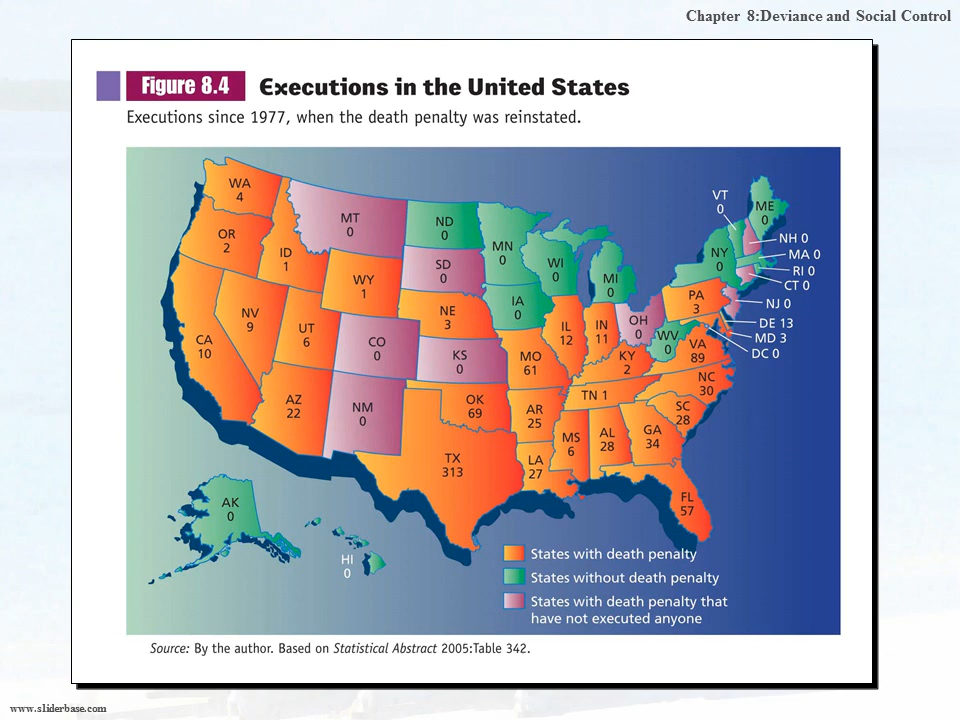 Chapter 8:Deviance and Social Control
Figure 8.4 Executions in the United States
Executions since 1977, when the death penalty was reinstated.
WA
4
OR
2
ID
1
MT
0
ND
0
MN
0
WI
0
MI
0
VT
0
ME
0
NY
0
NH 0
MA 0
RI 0
CT 0
NJ 0
DE 13
MD 3
DC 0
SD
0
WY
1
NE
3
IA
0
IL
12
IN
11
OH
0
PA
3
WV
0
VA
89
CA
10
NV
9
UT
6
CO
0
KS
0
MO
61
KY
2
NC
30
TN 1
SC
28
AZ
22
NM
0
OK
69
AR
25
MS
6
AL
28
GA
34
LA
27
TX
313
FL
57
AK
0
HI
0
States with death penalty
States without death penalty
States with death penalty that
have not executed anyone
Source: By the author. Based on Statistical Abstract 2005:Table 342.
www.sliderbase.com